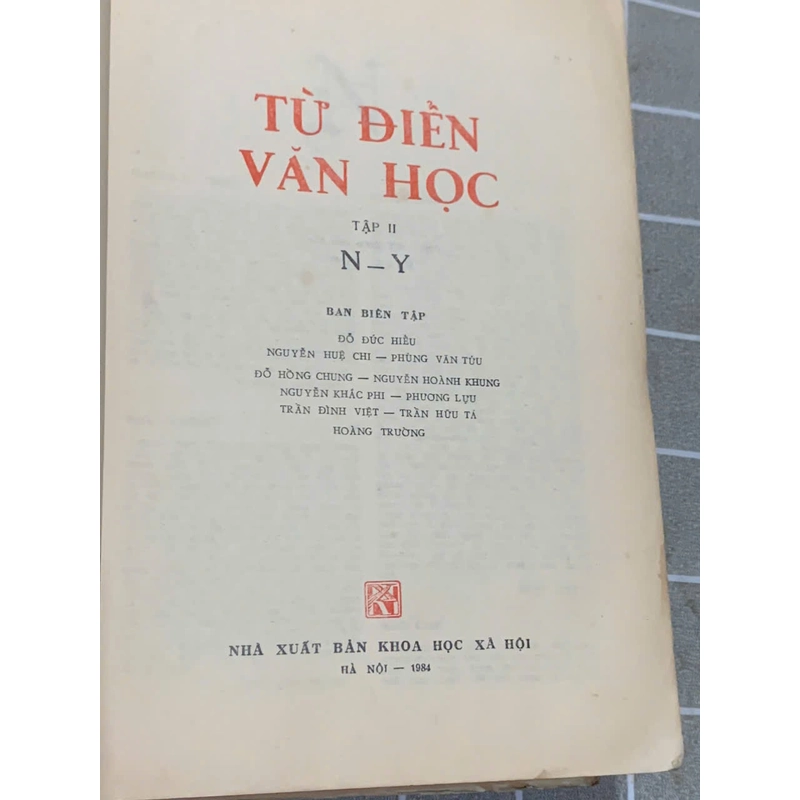 TỪ ĐIỂN
VĂN HỌC
TẬP II
N — Y
BAN BIÊN TẬP
ĐỖ ĐỨC HIỂU
NGUYỄN HUỆ CHI — PHÙNG VĂN TỬU
ĐỖ HỒNG CHUNG — NGUYỄN HOÀNH KHUNG
NGUYỄN KHẮC PHI — PHƯƠNG LỰU
TRẦN ĐÌNH VIỆT — TRẦN HỮU TÁ
HOÀNG TRƯỜNG
NHÀ XUẤT BẢN KHOA HỌC XÃ HỘI
HÀ NỘI — 1984